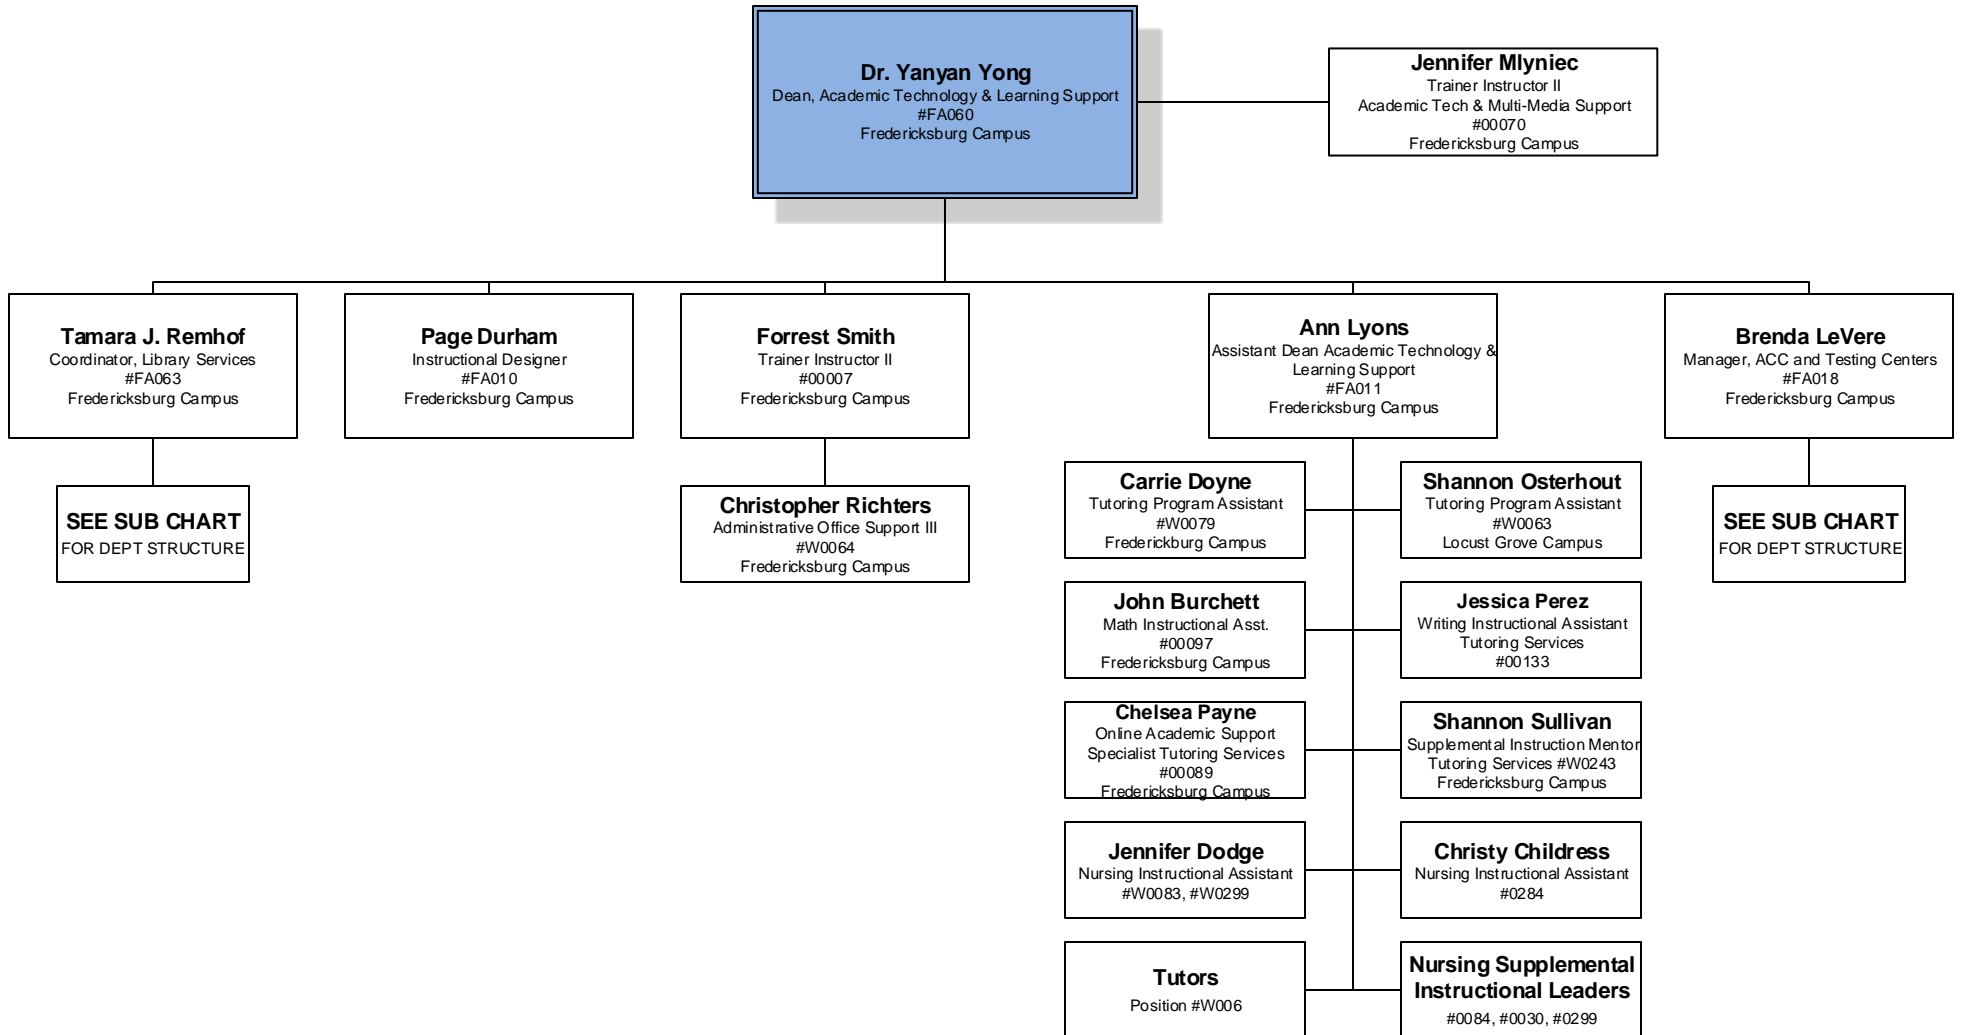 Dr. Yanyan Yong
Dean, Academic Technology & Learning Support
#FA060
Fredericksburg Campus
Jennifer Mlyniec
Trainer Instructor II
Academic Tech & Multi-Media Support
#00070
Fredericksburg Campus
Tamara J. Remhof
Coordinator, Library Services
#FA063
Fredericksburg Campus
Page Durham
Instructional Designer
#FA010
Fredericksburg Campus
Forrest Smith
Trainer Instructor II
#00007
Fredericksburg Campus
Ann Lyons
Assistant Dean Academic Technology &
Learning Support
#FA011
Fredericksburg Campus
Brenda LeVere
Manager, ACC and Testing Centers
#FA018
Fredericksburg Campus
SEE SUB CHART
FOR DEPT STRUCTURE
Christopher Richters
Administrative Office Support III
#W0064
Fredericksburg Campus
Carrie Doyne
Tutoring Program Assistant
#W0079
Frederickburg Campus
Shannon Osterhout
Tutoring Program Assistant
#W0063
Locust Grove Campus
SEE SUB CHART
FOR DEPT STRUCTURE
John Burchett
Math Instructional Asst.
#00097
Fredericksburg Campus
Jessica Perez
Writing Instructional Assistant
Tutoring Services
#00133
Chelsea Payne
Online Academic Support
Specialist Tutoring Services
#00089
Fredericksburg Campus
Shannon Sullivan
Supplemental Instruction Mentor
Tutoring Services #W0243
Fredericksburg Campus
Jennifer Dodge
Nursing Instructional Assistant
#W0083, #W0299
Christy Childress
Nursing Instructional Assistant
#0284
Tutors
Position #W006
Nursing Supplemental
Instructional Leaders
#0084, #0030, #0299